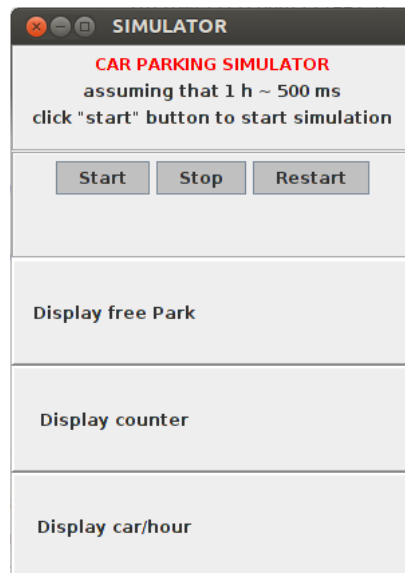 SIMULATOR
CAR PARKING SIMULATOR
assuming that 1 h ~ 500 ms
click "start" button to start simulation
Start Stop Restart
Display free Park
Display counter
Display car/hour